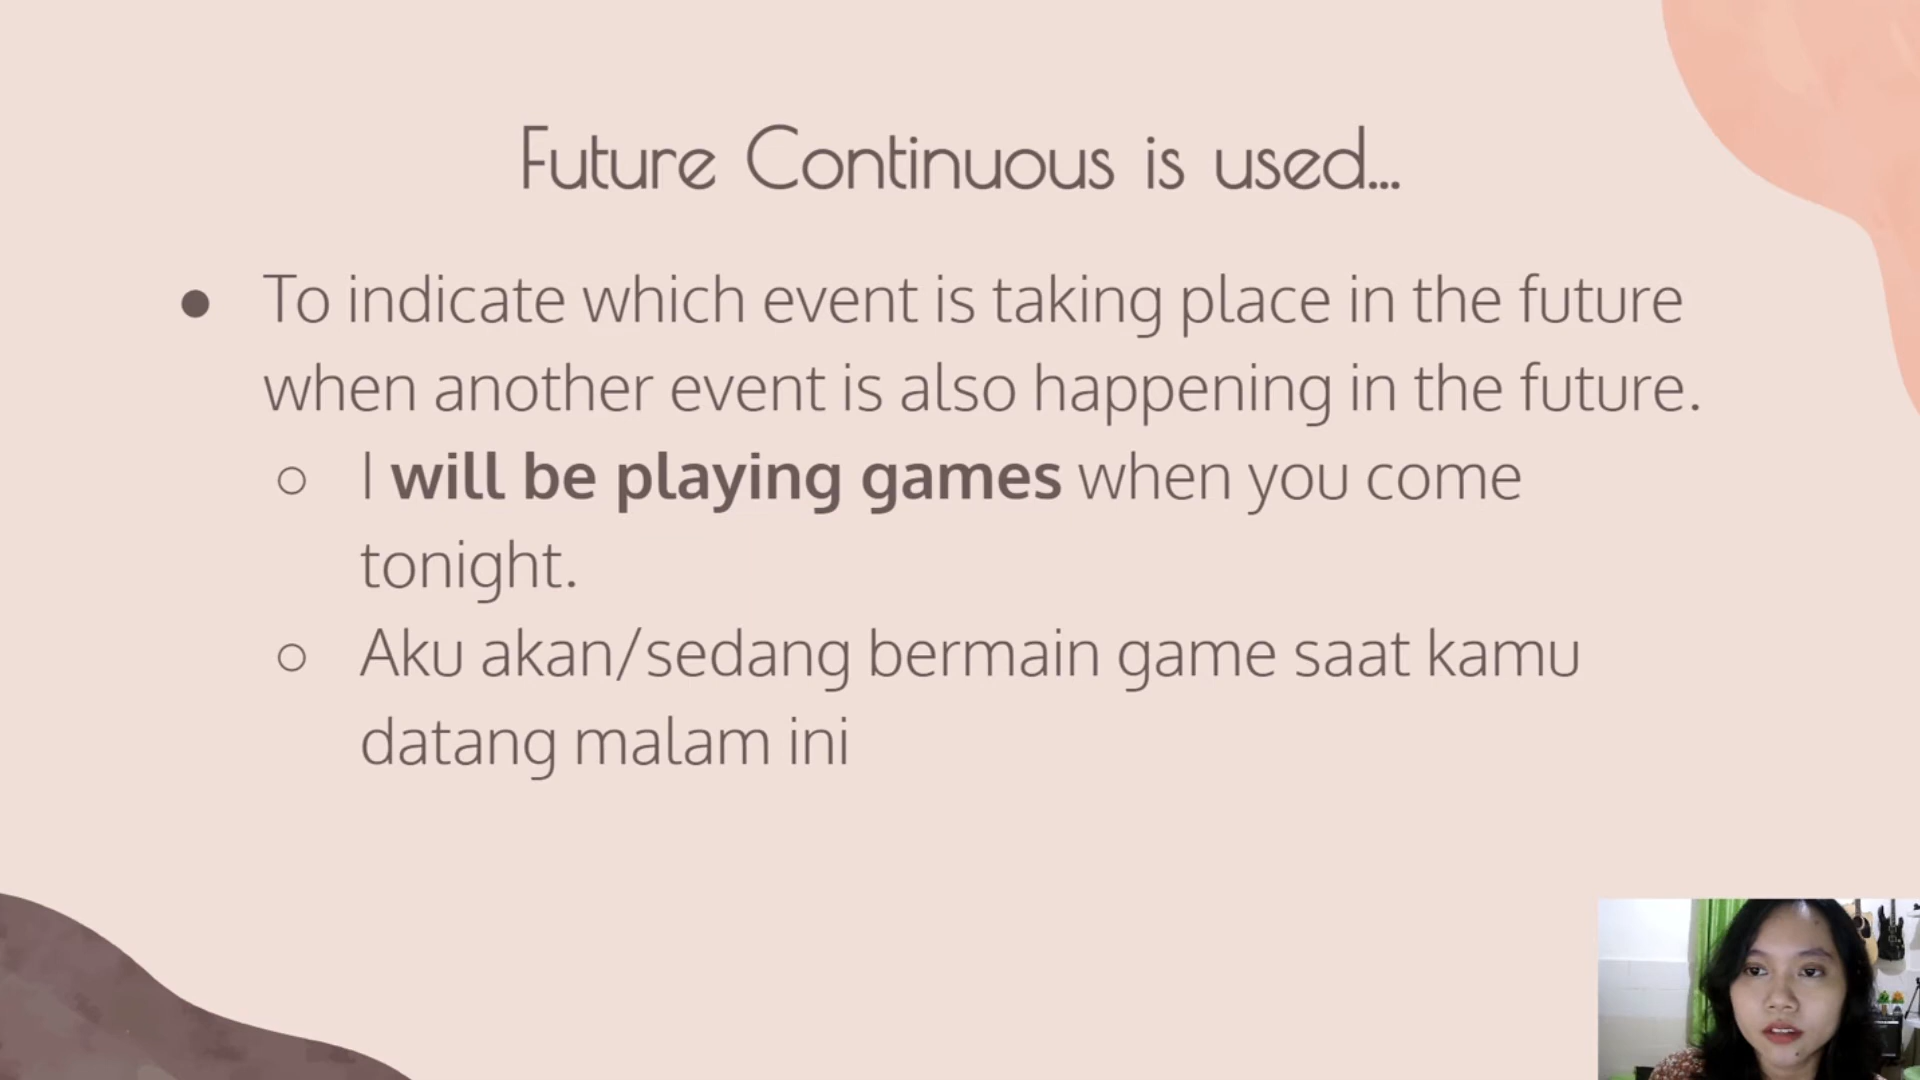 Future Continuous is used...
● To indicate which event is taking place in the future
when another event is also happening in the future.
○ I will be playing games when you come
tonight.
○ Aku akan/sedang bermain game saat kamu
datang malam ini